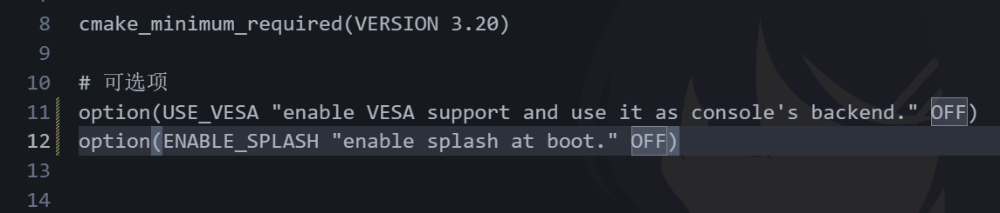 8 cmake_minimum_required(VERSION 3.20)
9
10 # 可选项
11 option(USE_VESA "enable VESA support and use it as console's backend." OFF)
12 option(ENABLE_SPLASH "enable splash at boot." OFF)
13
14